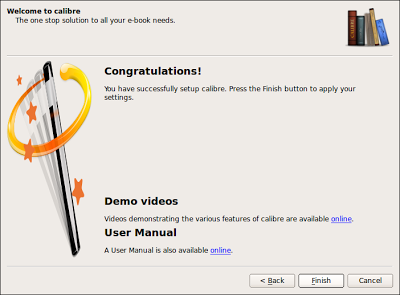 Welcome to calibre
The one stop solution to all your e-book needs.
Congratulations!
You have successfully setup calibre. Press the Finish button to apply your
settings.
Demo videos
Videos demonstrating the various features of calibre are available online.
User Manual
A User Manual is also available online.
< Back
Finish
Cancel